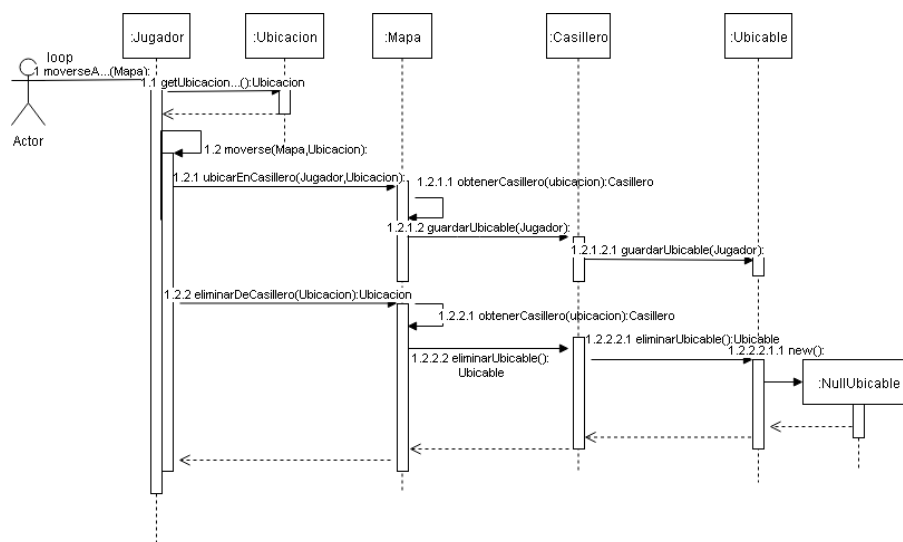 :Jugador
:Ubicacion
:Mapa
:Casillero
:Ubicable
loop
1 moverseA...(Mapa):
1.1 getUbicacion...():Ubicacion
Actor
1.2 moverse(Mapa,Ubicacion):
1.2.1 ubicarEnCasillero(Jugador,Ubicacion):
1.2.1.1 obtenerCasillero(ubicacion):Casillero
1.2.1.2 guardarUbicable(Jugador):
1.2.1.2.1 guardarUbicable(Jugador):
1.2.2 eliminarDeCasillero(Ubicacion):Ubicacion
1.2.2.1 obtenerCasillero(ubicacion):Casillero
1.2.2.2.1 eliminarUbicable():Ubicable
1.2.2.2.1.1 new():
1.2.2.2 eliminarUbicable():
Ubicable
:NullUbicable